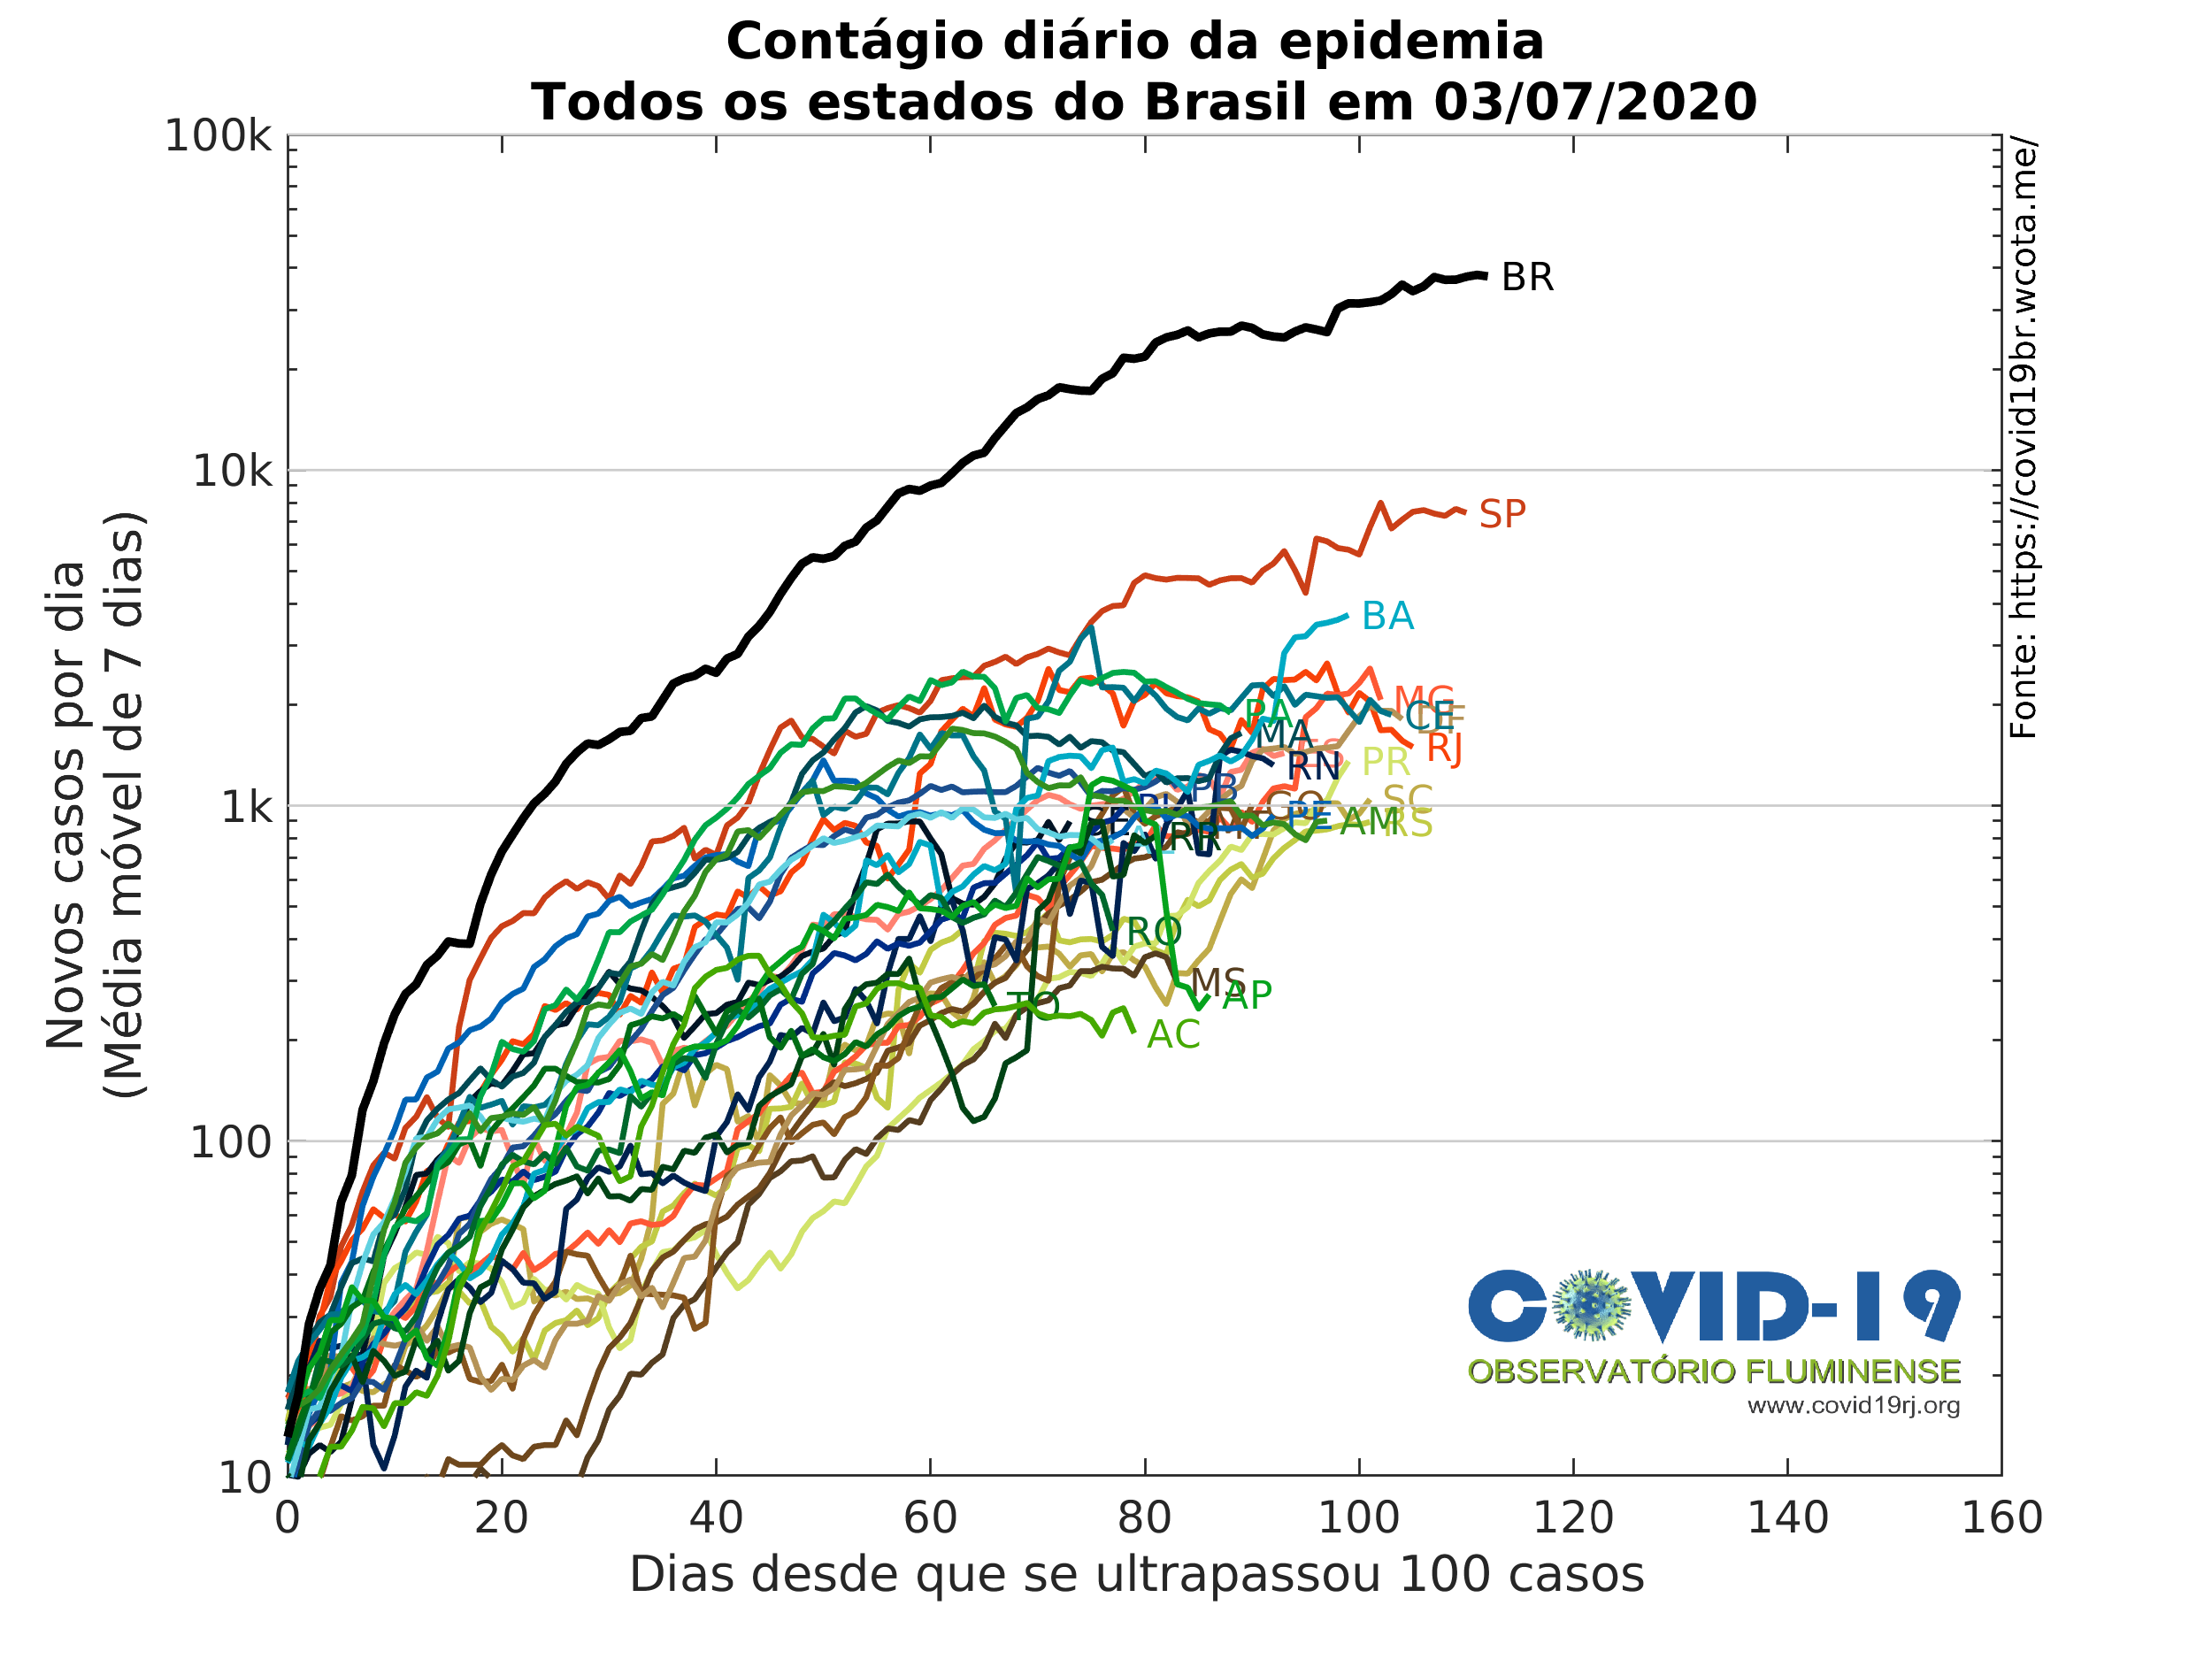 Contágio diário da epidemia
Todos os estados do Brasil em 03/07/2020
Novos casos por dia
(Média móvel de 7 dias)
100k
10k
1k
100
10
0 20 40 60 80 100 120 140 160
Dias desde que se ultrapassou 100 casos
Fonte: https://covid19br.wcota.me/
BR
SP
BA
MG
CE
PA
MA
RJ
RN
PR
PB
SC
PE
AM
RS
RR
RO
MS
AP
TO
AC
COVID-19
OBSERVATÓRIO FLUMINENSE
www.covid19rj.org